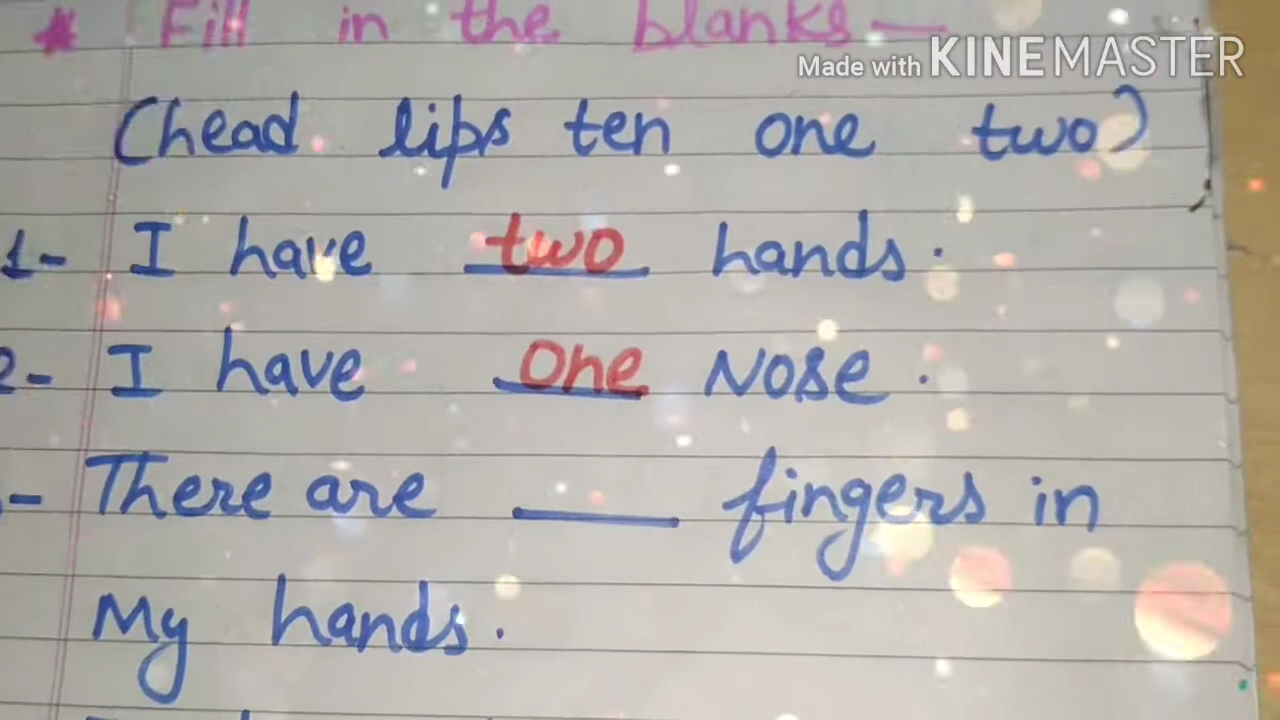 * Fill in the blanks —
Made with KINEMASTER
(head lips ten one two)
1- I have two hands.
2- I have one Nose.
- There are ____ fingers in
My hands.